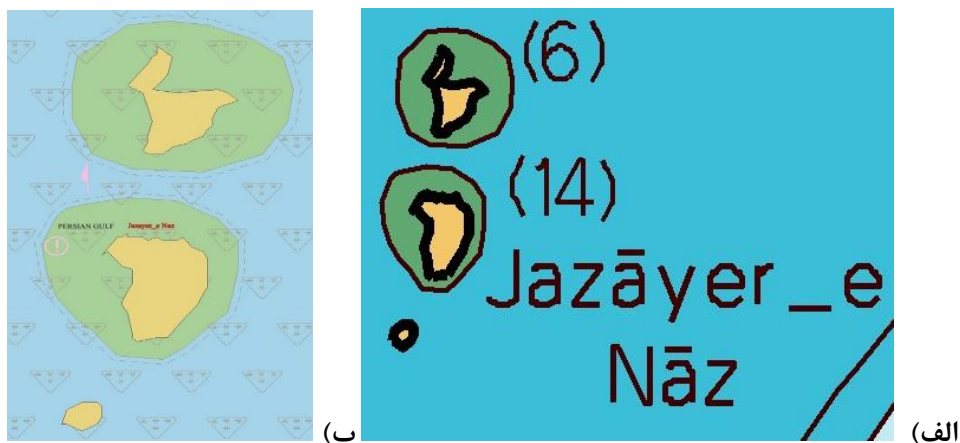 (6)
(14)
Jazāyer_e
Nāz
الف)
PERSIAN GULF Jazayer_e Naz
ب)